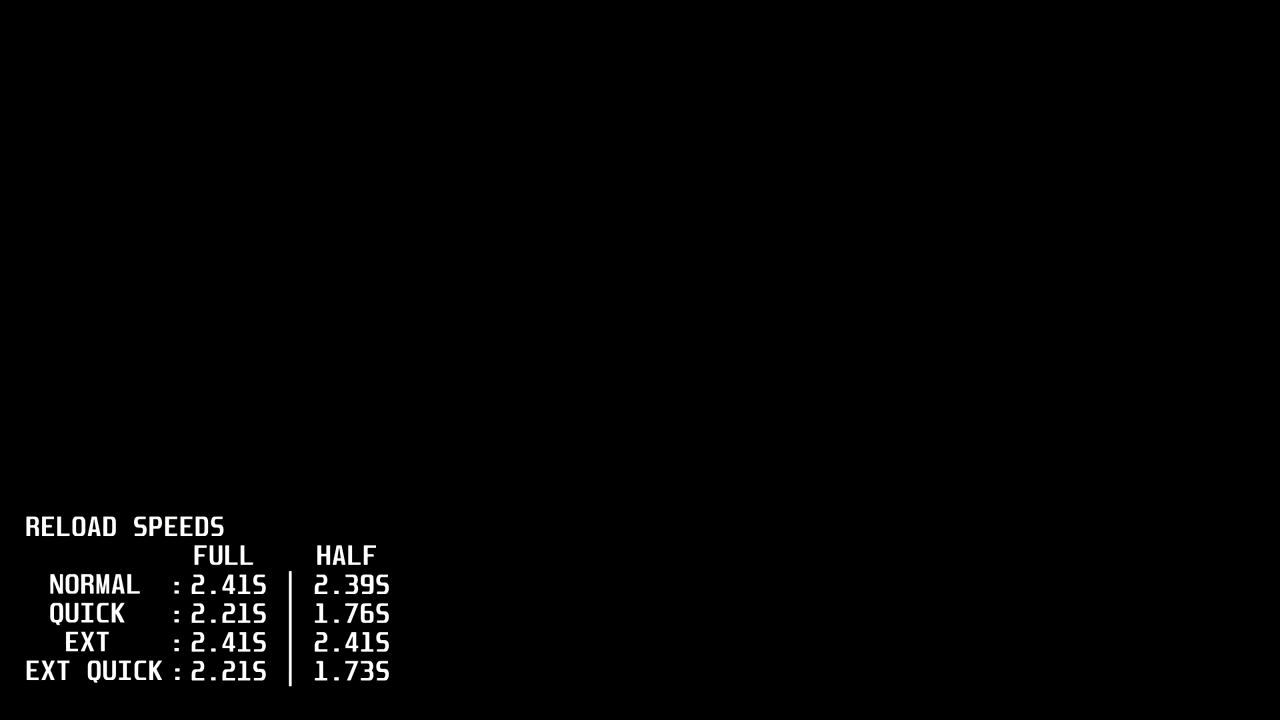 RELOAD SPEEDS
FULL HALF
NORMAL : 2.41S | 2.39S
QUICK : 2.21S | 1.76S
EXT : 2.41S | 2.41S
EXT QUICK : 2.21S | 1.73S